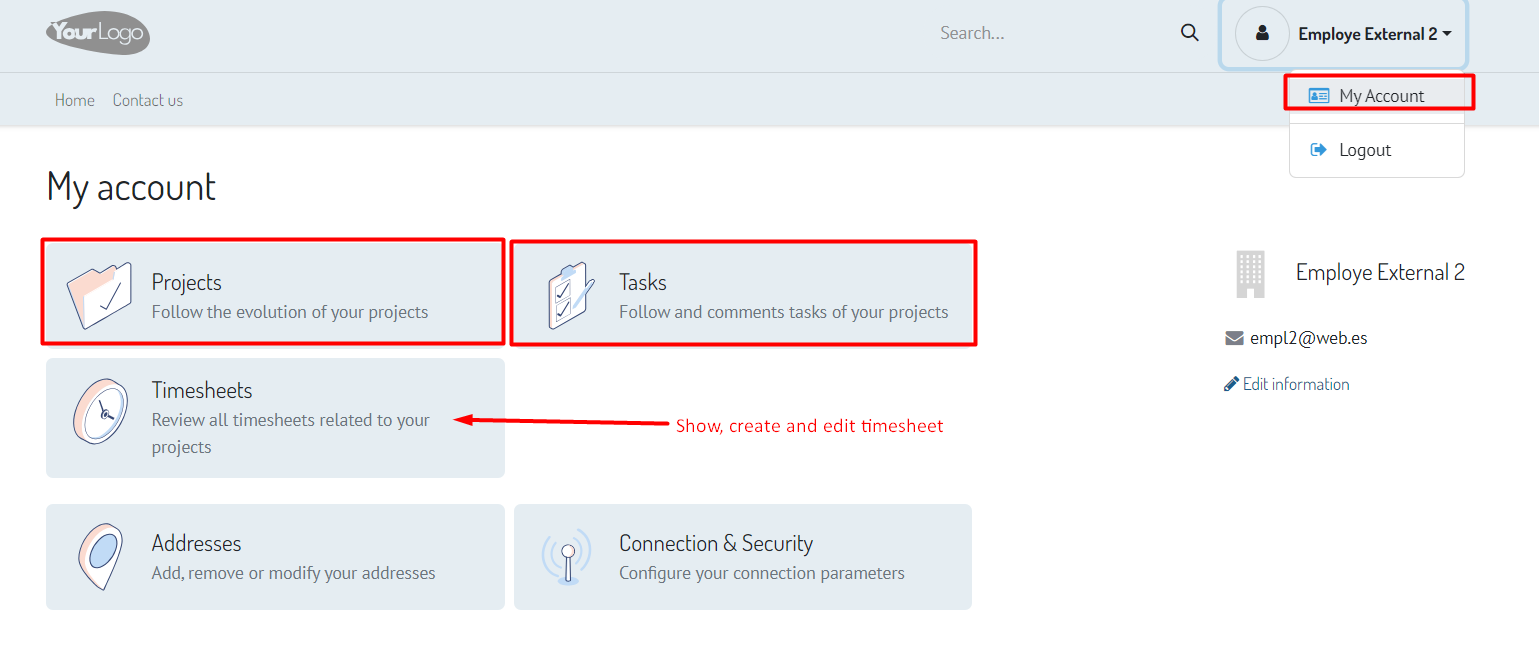 YourLogo
Search...
Employe External 2
Home
Contact us
My Account
Logout
My account
Projects
Follow the evolution of your projects
Tasks
Follow and comments tasks of your projects
Timesheets
Review all timesheets related to your
projects
Show, create and edit timesheet
Addresses
Add, remove or modify your addresses
Connection & Security
Configure your connection parameters
Employe External 2
empl2@web.es
Edit information